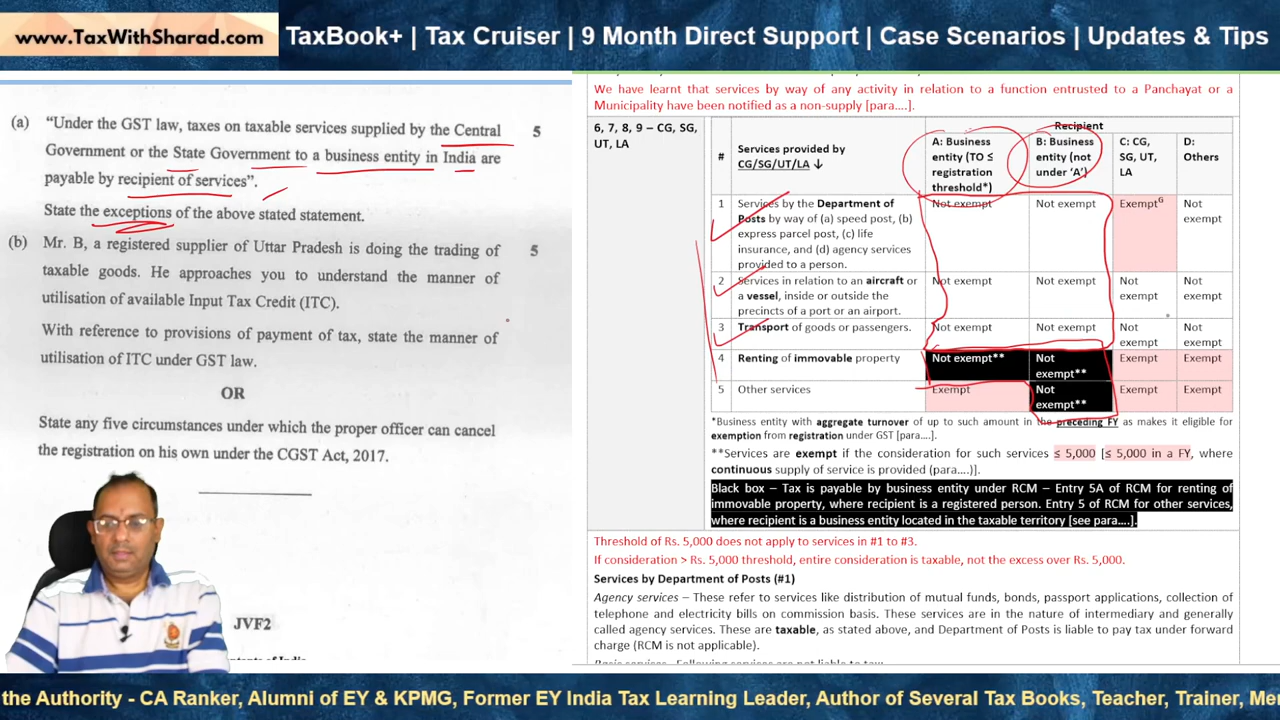 www.TaxWithSharad.com
TaxBook+ | Tax Cruiser | 9 Month Direct Support | Case Scenarios | Updates & Tips
(a) "Under the GST law, taxes on taxable services supplied by the Central 5
Government or the State Government to a business entity in India are
payable by recipient of services".
State the exceptions of the above stated statement.
(b) Mr. B, a registered supplier of Uttar Pradesh is doing the trading of 5
taxable goods. He approaches you to understand the manner of
utilisation of available Input Tax Credit (ITC).
With reference to provisions of payment of tax, state the manner of
utilisation of ITC under GST law.
OR
State any five circumstances under which the proper officer can cancel
the registration on his own under the CGST Act, 2017.
JVF2
We have learnt that services by way of any activity in relation to a function entrusted to a Panchayat or a
Municipality have been notified as a non-supply [para....].
6, 7, 8, 9 – CG, SG,
UT, LA
#
Services provided by
CG/SG/UT/LA ↓
Recipient
A: Business
entity (TO ≤
registration
threshold*)
B: Business
entity (not
under 'A')
C: CG,
SG, UT,
LA
D:
Others
1
Services by the Department of
Posts by way of (a) speed post, (b)
express parcel post, (c) life
insurance, and (d) agency services
provided to a person.
Not exempt
Not exempt
Exempt6
Not
exempt
2
Services in relation to an aircraft or
a vessel, inside or outside the
precincts of a port or an airport.
Not exempt
Not exempt
Not
exempt
Not
exempt
3
Transport of goods or passengers.
Not exempt
Not exempt
Not
exempt
Not
exempt
4
Renting of immovable property
Not exempt**
Not
exempt**
Exempt
Exempt
5
Other services
Exempt
Not
exempt**
Exempt
Exempt
*Business entity with aggregate turnover of up to such amount in the preceding FY as makes it eligible for
exemption from registration under GST [para....].
**Services are exempt if the consideration for such services ≤ 5,000 [≤ 5,000 in a FY, where
continuous supply of service is provided (para....)].
Black box – Tax is payable by business entity under RCM – Entry 5A of RCM for renting of
immovable property, where recipient is a registered person. Entry 5 of RCM for other services,
where recipient is a business entity located in the taxable territory [see para....].
Threshold of Rs. 5,000 does not apply to services in #1 to #3.
If consideration > Rs. 5,000 threshold, entire consideration is taxable, not the excess over Rs. 5,000.
Services by Department of Posts (#1)
Agency services – These refer to services like distribution of mutual funds, bonds, passport applications, collection of
telephone and electricity bills on commission basis. These services are in the nature of intermediary and generally
called agency services. These are taxable, as stated above, and Department of Posts is liable to pay tax under forward
charge (RCM is not applicable).
the Authority - CA Ranker, Alumni of EY & KPMG, Former EY India Tax Learning Leader, Author of Several Tax Books, Teacher, Trainer, Me